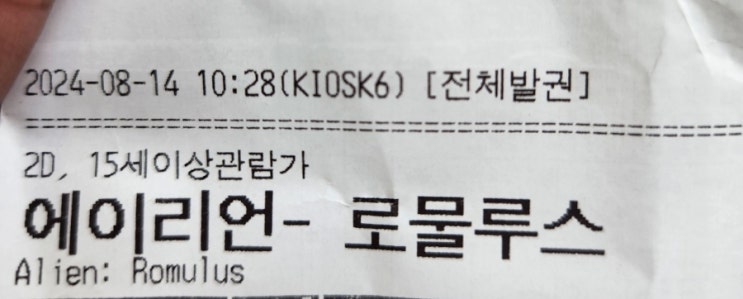 2024-08-14 10:28(KIOSK6) [전체발권]
2D, 15세이상관람가
에이리언- 로물루스
Alien: Romulus